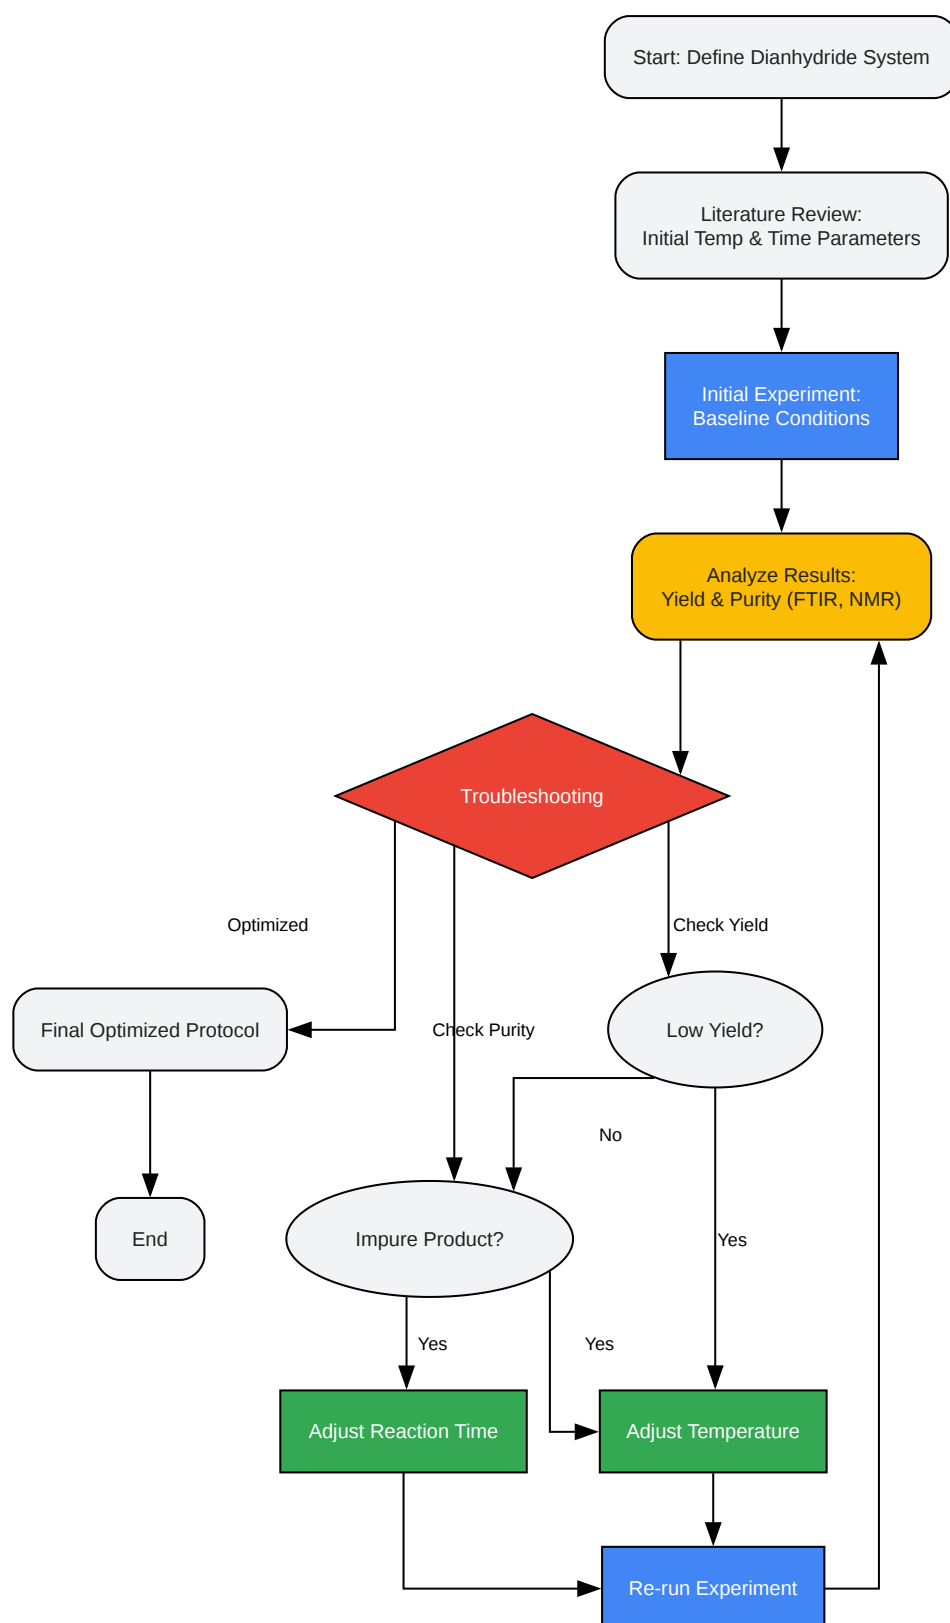 Start: Define Dianhydride System
Literature Review:
Initial Temp & Time Parameters
Initial Experiment:
Baseline Conditions
Analyze Results:
Yield & Purity (FTIR, NMR)
Troubleshooting
Optimized
Check Yield
Final Optimized Protocol
Check Purity
Low Yield?
No
End
Impure Product?
Yes
Yes
Yes
Adjust Reaction Time
Adjust Temperature
Re-run Experiment